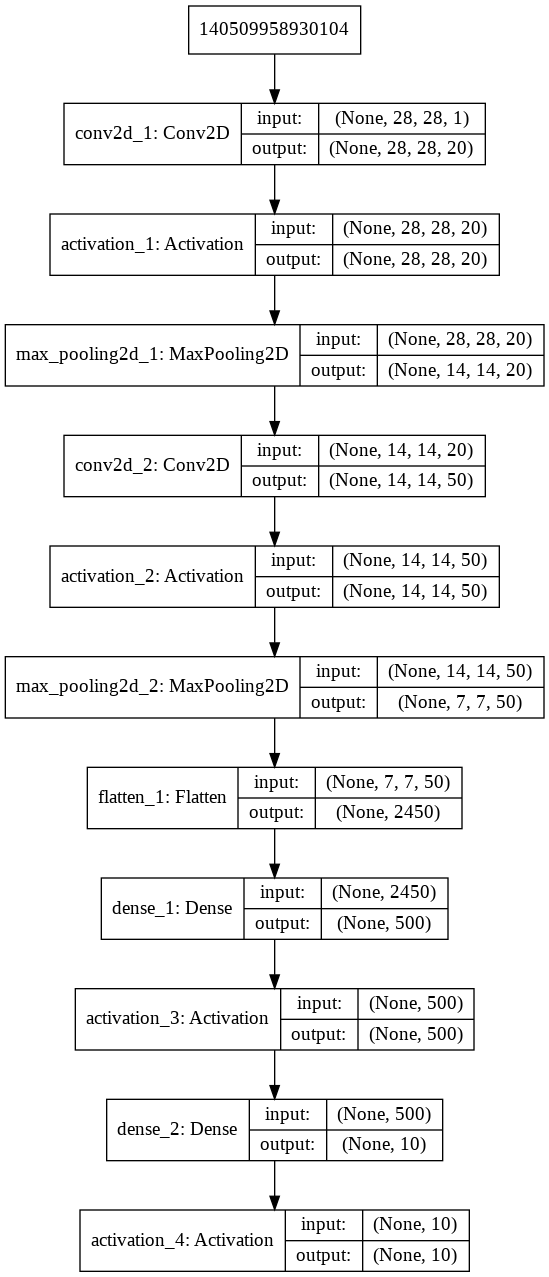 140509958930104
conv2d_1: Conv2D
input:
(None, 28, 28, 1)
output:
(None, 28, 28, 20)
activation_1: Activation
input:
(None, 28, 28, 20)
output:
(None, 28, 28, 20)
max_pooling2d_1: MaxPooling2D
input:
(None, 28, 28, 20)
output:
(None, 14, 14, 20)
conv2d_2: Conv2D
input:
(None, 14, 14, 20)
output:
(None, 14, 14, 50)
activation_2: Activation
input:
(None, 14, 14, 50)
output:
(None, 14, 14, 50)
max_pooling2d_2: MaxPooling2D
input:
(None, 14, 14, 50)
output:
(None, 7, 7, 50)
flatten_1: Flatten
input:
(None, 7, 7, 50)
output:
(None, 2450)
dense_1: Dense
input:
(None, 2450)
output:
(None, 500)
activation_3: Activation
input:
(None, 500)
output:
(None, 500)
dense_2: Dense
input:
(None, 500)
output:
(None, 10)
activation_4: Activation
input:
(None, 10)
output:
(None, 10)